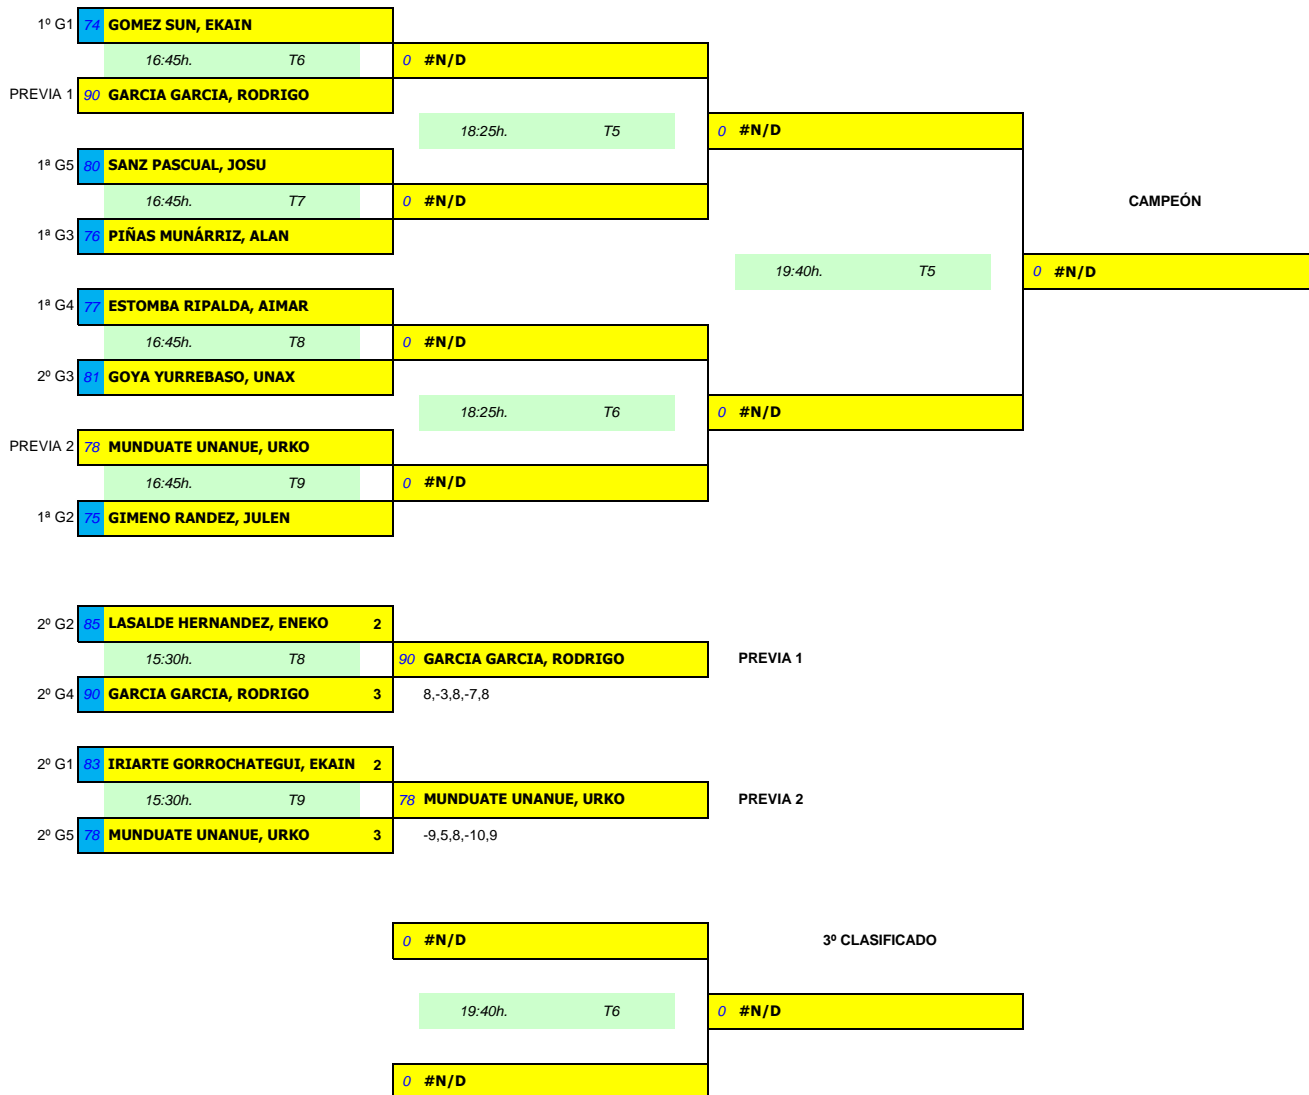 1º G1 74 GOMEZ SUN, EKAIN
16:45h. T6 0 #N/D
PREVIA 1 90 GARCIA GARCIA, RODRIGO
18:25h. T5 0 #N/D
1ª G5 80 SANZ PASCUAL, JOSU
16:45h. T7 0 #N/D CAMPEÓN
1ª G3 76 PIÑAS MUNÁRRIZ, ALAN
19:40h. T5 0 #N/D
1ª G4 77 ESTOMBA RIPALDA, AIMAR
16:45h. T8 0 #N/D
2º G3 81 GOYA YURREBASO, UNAX
18:25h. T6 0 #N/D
PREVIA 2 78 MUNDUATE UNANUE, URKO
16:45h. T9 0 #N/D
1ª G2 75 GIMENO RANDEZ, JULEN
2º G2 85 LASALDE HERNANDEZ, ENEKO 2
15:30h. T8 90 GARCIA GARCIA, RODRIGO PREVIA 1
2º G4 90 GARCIA GARCIA, RODRIGO 3 8,-3,8,-7,8
2º G1 83 IRIARTE GORROCHATEGUI, EKAIN 2
15:30h. T9 78 MUNDUATE UNANUE, URKO PREVIA 2
2º G5 78 MUNDUATE UNANUE, URKO 3 -9,5,8,-10,9
0 #N/D 3º CLASIFICADO
19:40h. T6 0 #N/D
0 #N/D